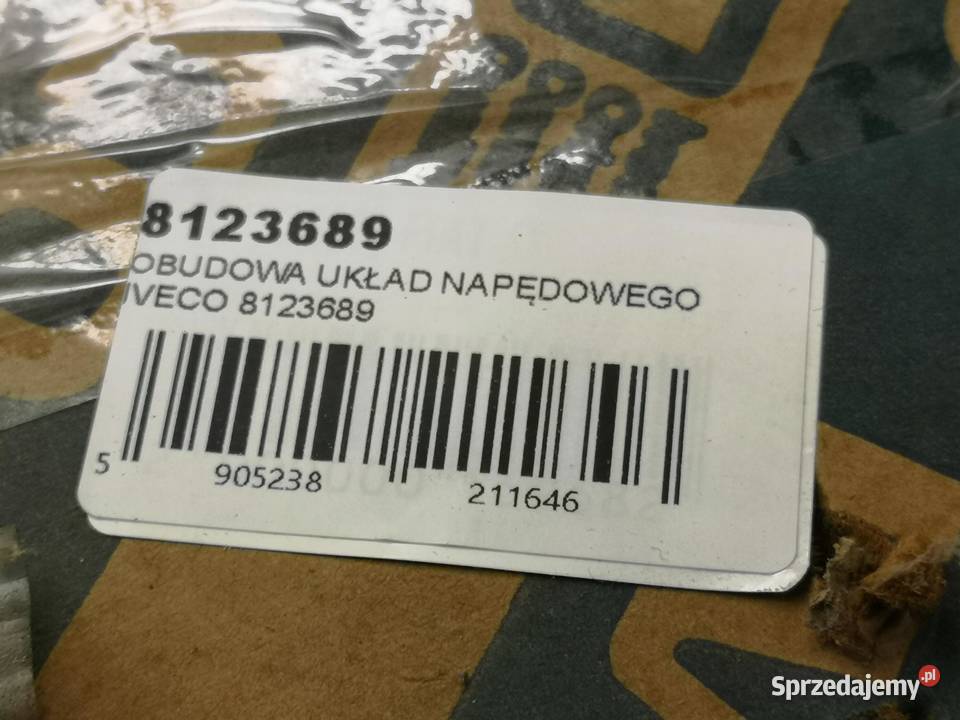 8123689
OBUDOWA UKŁAD NAPĘDOWEGO
IVECO 8123689
5 905238 211646
Sprzedajemy.pl